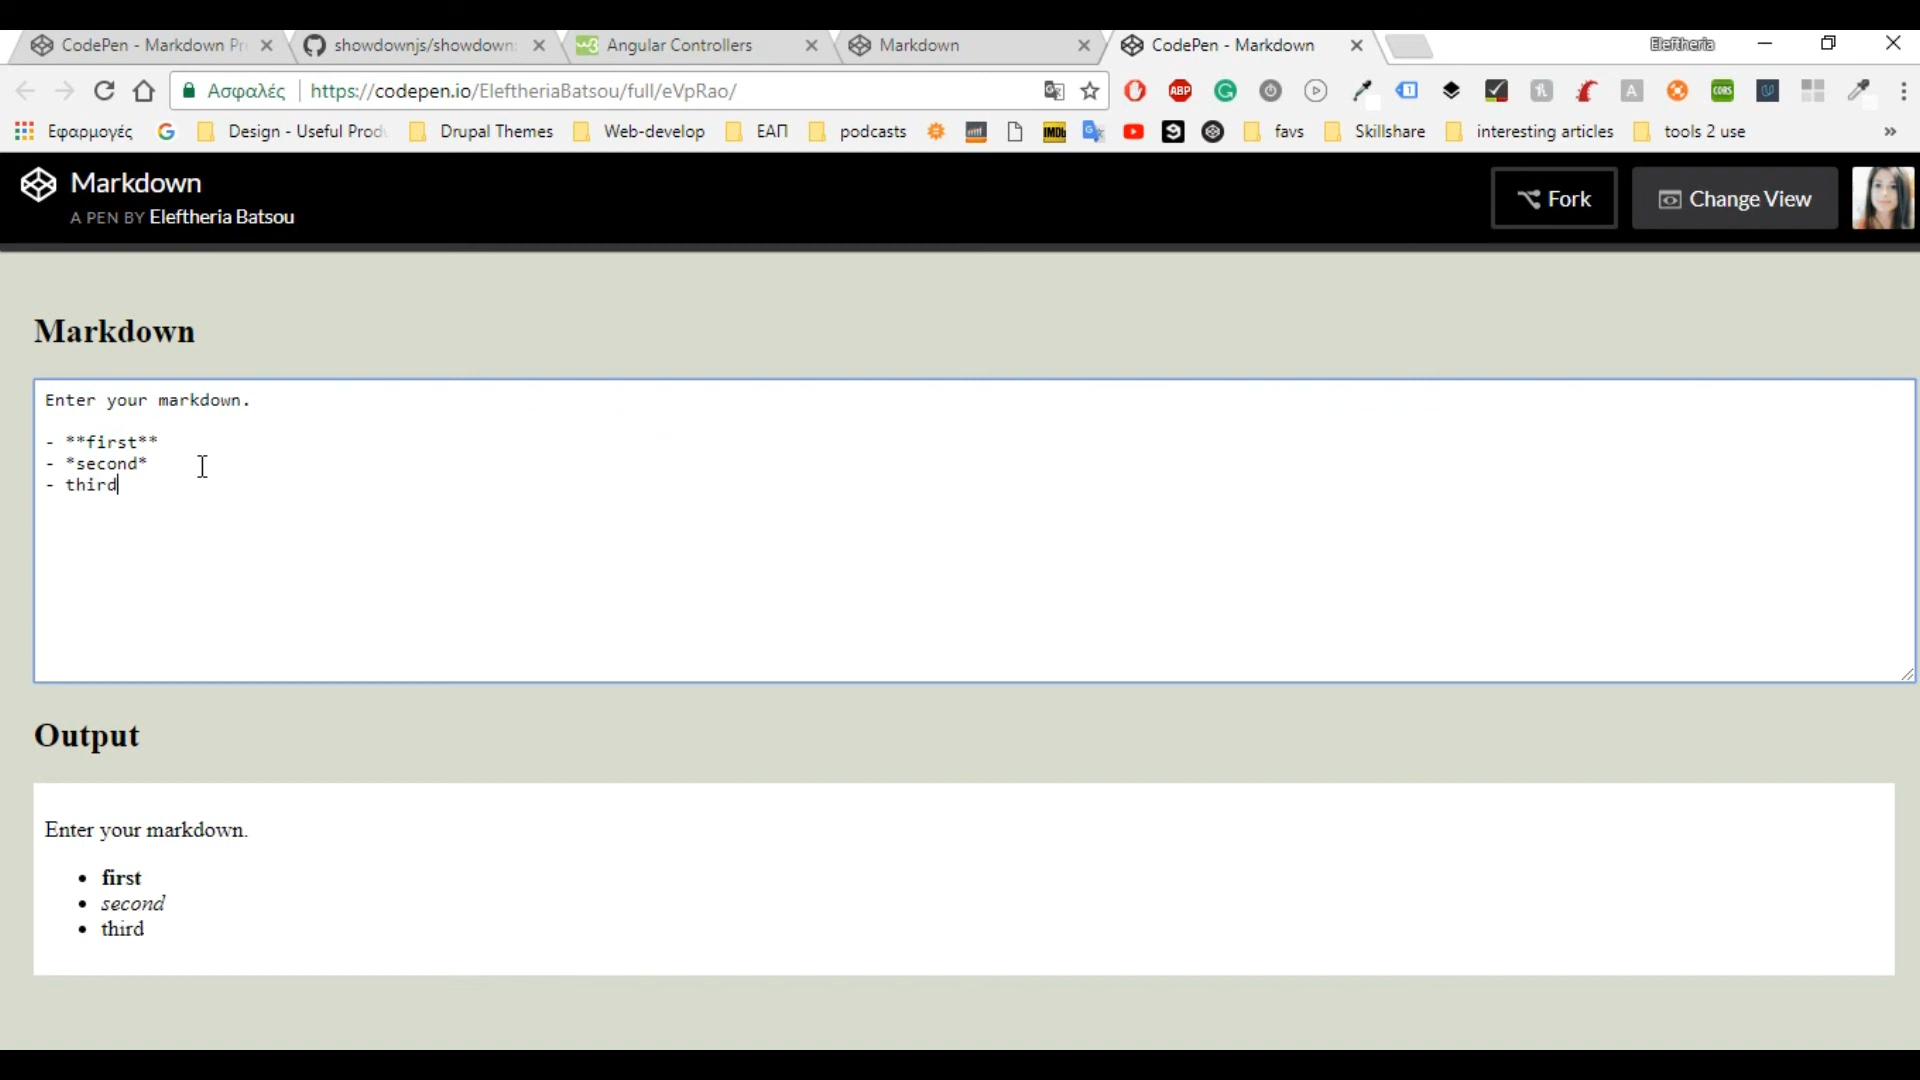 CodePen - Markdown Pr
showdownjs/showdown:
Angular Controllers
Markdown
CodePen - Markdown
Eleftheria
Ασφαλές
https://codepen.io/EleftheriaBatsou/full/eVpRao/
ABP
CORS
Εφαρμογές
Design - Useful Prod
Drupal Themes
Web-develop
ΕΑΠ
podcasts
IMDb
favs
Skillshare
interesting articles
tools 2 use
»
Markdown
A PEN BY Eleftheria Batsou
Fork
Change View
Markdown
Enter your markdown.
- **first**
- *second*
- third
Output
Enter your markdown.
• first
• second
• third